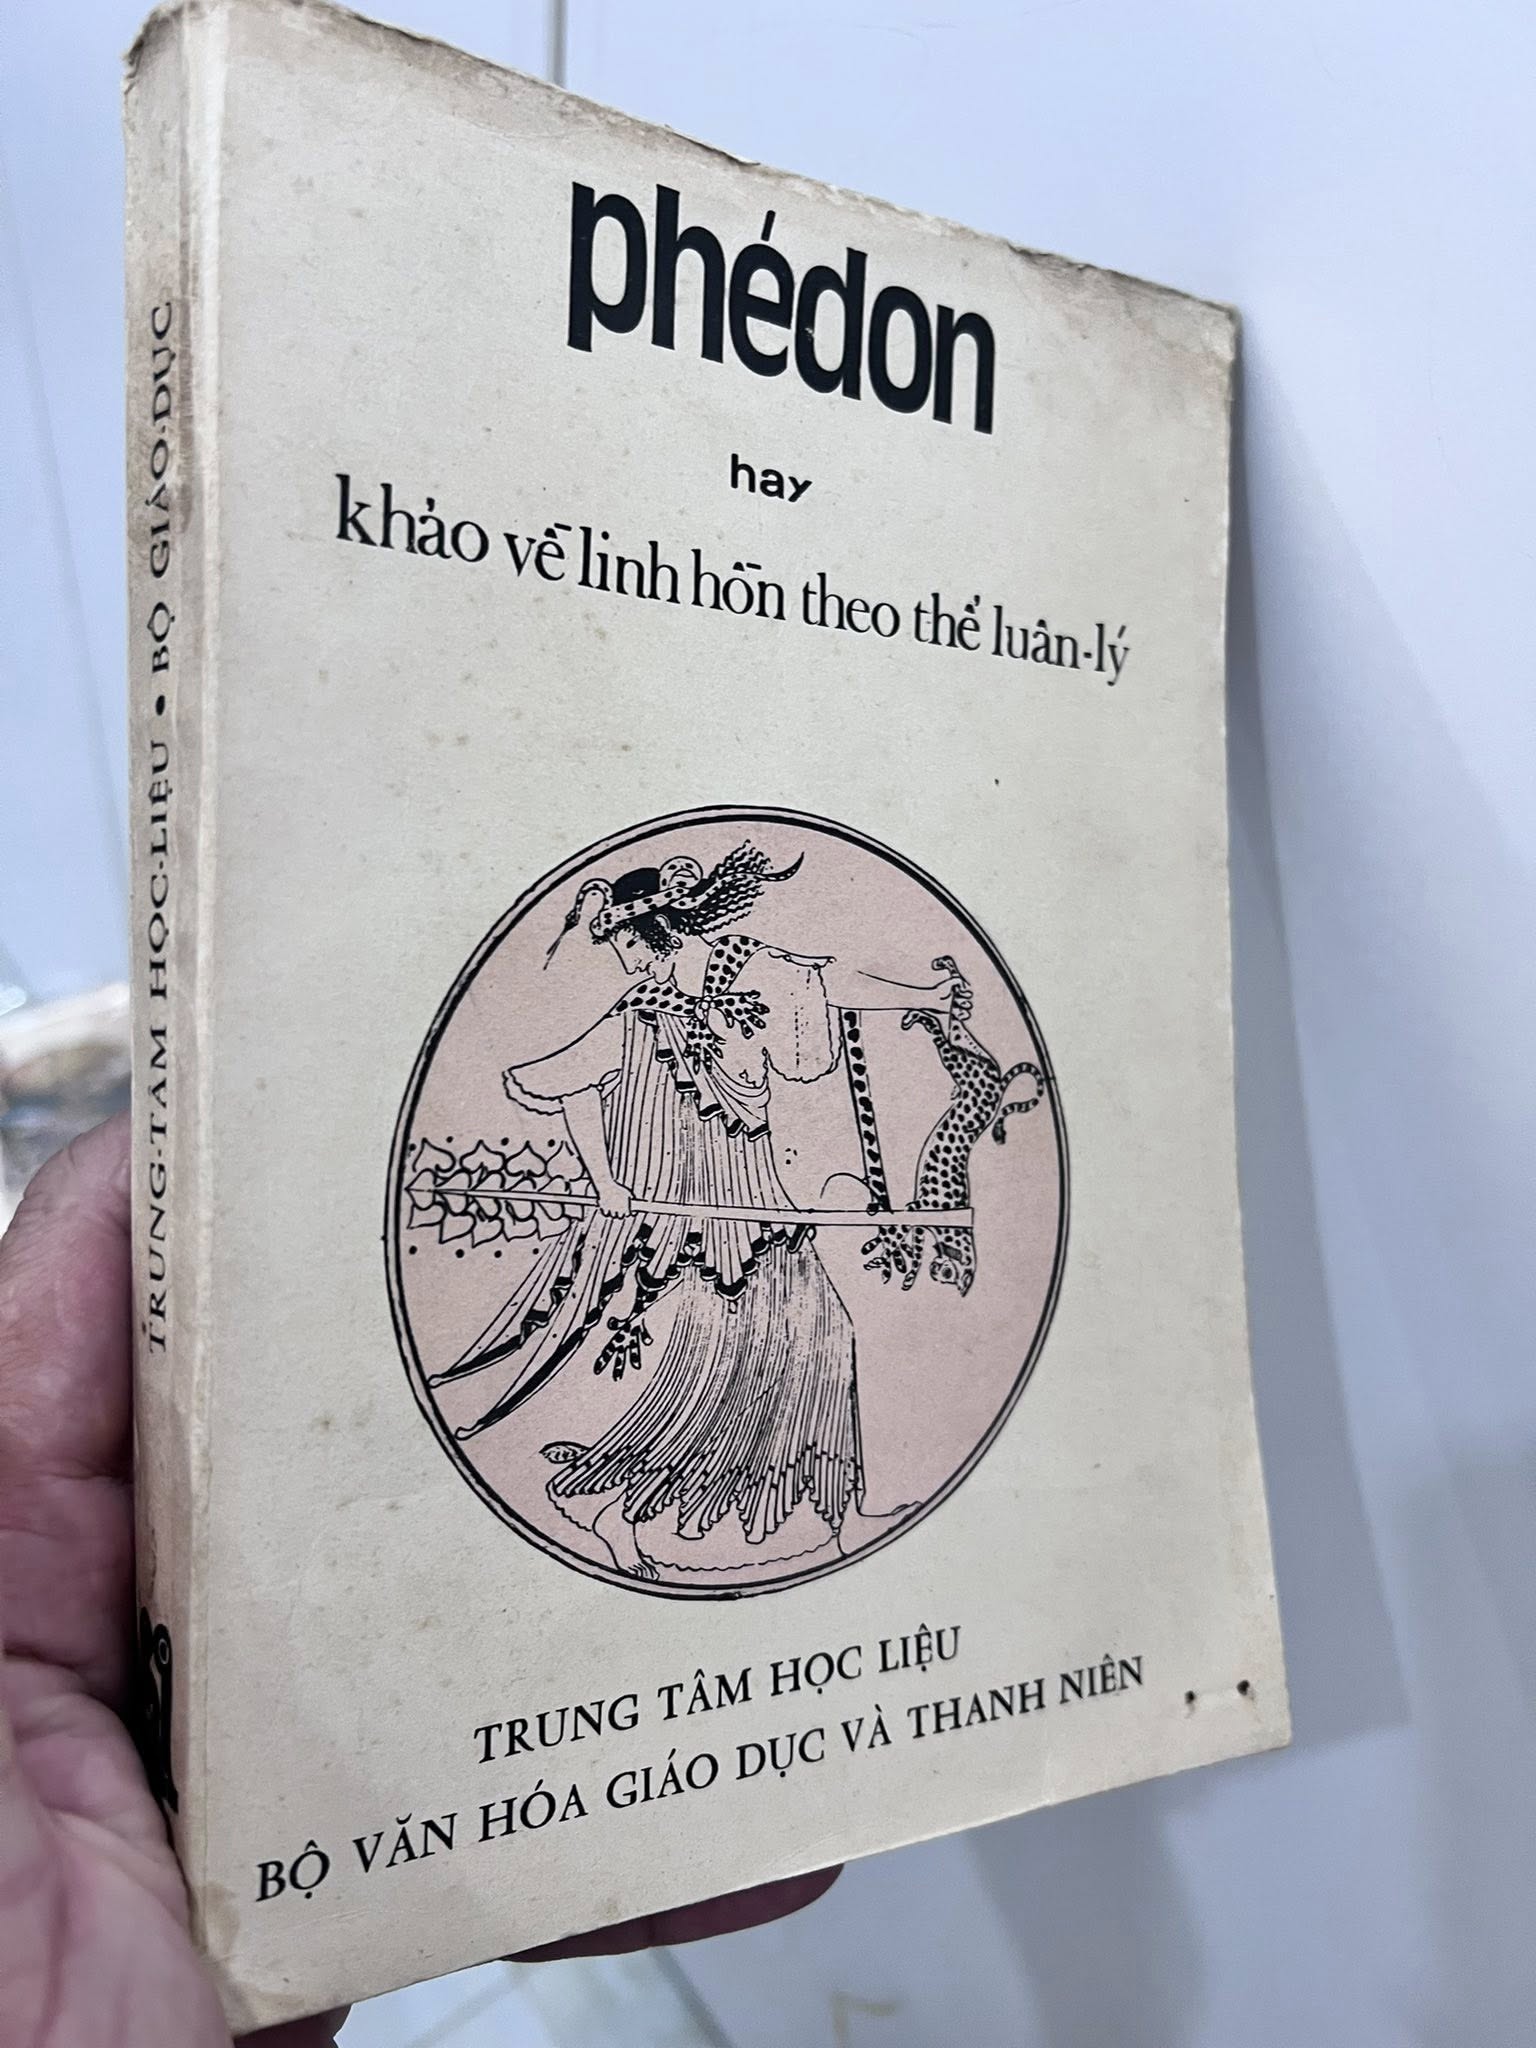 phédon
hay
khảo về linh hồn theo thể luân-lý
TRUNG TÂM HỌC LIỆU
BỘ VĂN HÓA GIÁO DỤC VÀ THANH NIÊN
TRUNG-TÂM HỌC-LIỆU • BỘ GIÁO-DỤC